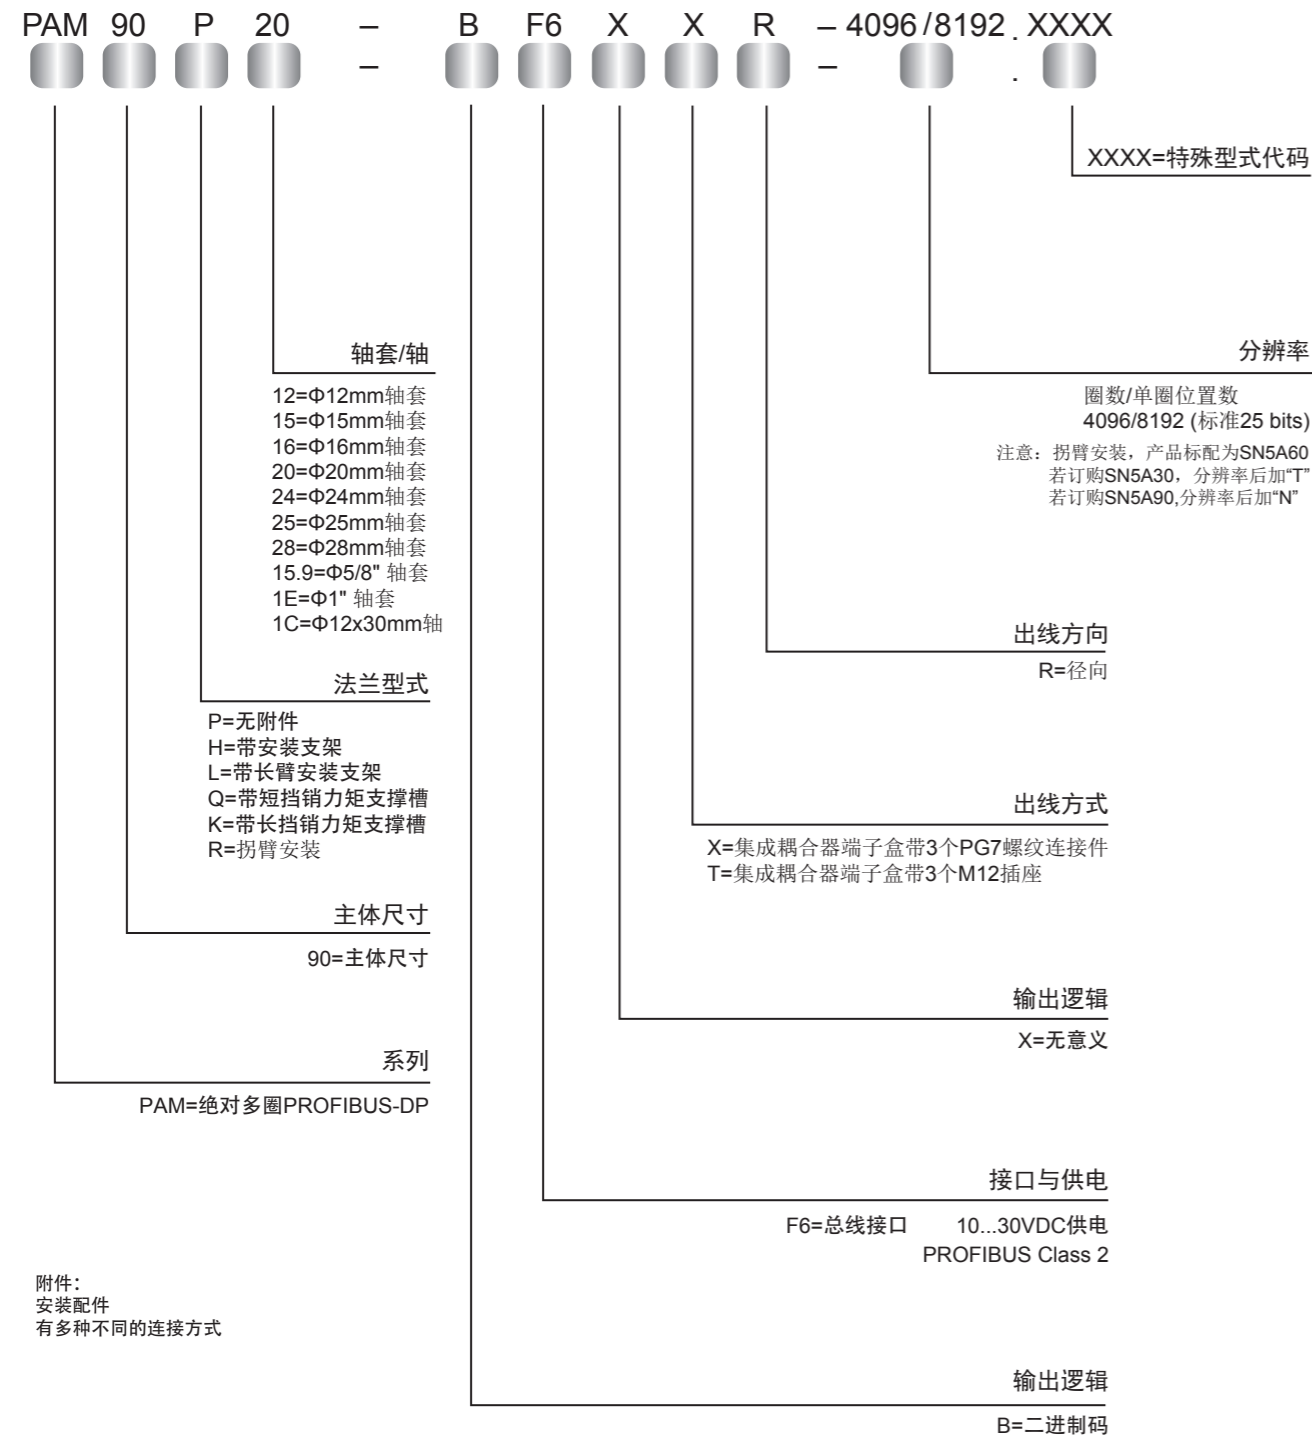 PAM 90 P 20 – B F6 X X R – 4096/8192 . XXXX
– – .
XXXX=特殊型式代码
分辨率
圈数/单圈位置数
4096/8192 (标准25 bits)
注意：拐臂安装，产品标配为SN5A60
若订购SN5A30，分辨率后加“T”
若订购SN5A90,分辨率后加“N”
轴套/轴
12=Φ12mm轴套
15=Φ15mm轴套
16=Φ16mm轴套
20=Φ20mm轴套
24=Φ24mm轴套
25=Φ25mm轴套
28=Φ28mm轴套
15.9=Φ5/8" 轴套
1E=Φ1" 轴套
1C=Φ12x30mm轴
出线方向
R=径向
法兰型式
P=无附件
H=带安装支架
L=带长臂安装支架
Q=带短挡销力矩支撑槽
K=带长挡销力矩支撑槽
R=拐臂安装
出线方式
X=集成耦合器端子盒带3个PG7螺纹连接件
T=集成耦合器端子盒带3个M12插座
主体尺寸
90=主体尺寸
输出逻辑
X=无意义
系列
PAM=绝对多圈PROFIBUS-DP
接口与供电
F6=总线接口 10...30VDC供电
PROFIBUS Class 2
附件：
安装配件
有多种不同的连接方式
输出逻辑
B=二进制码